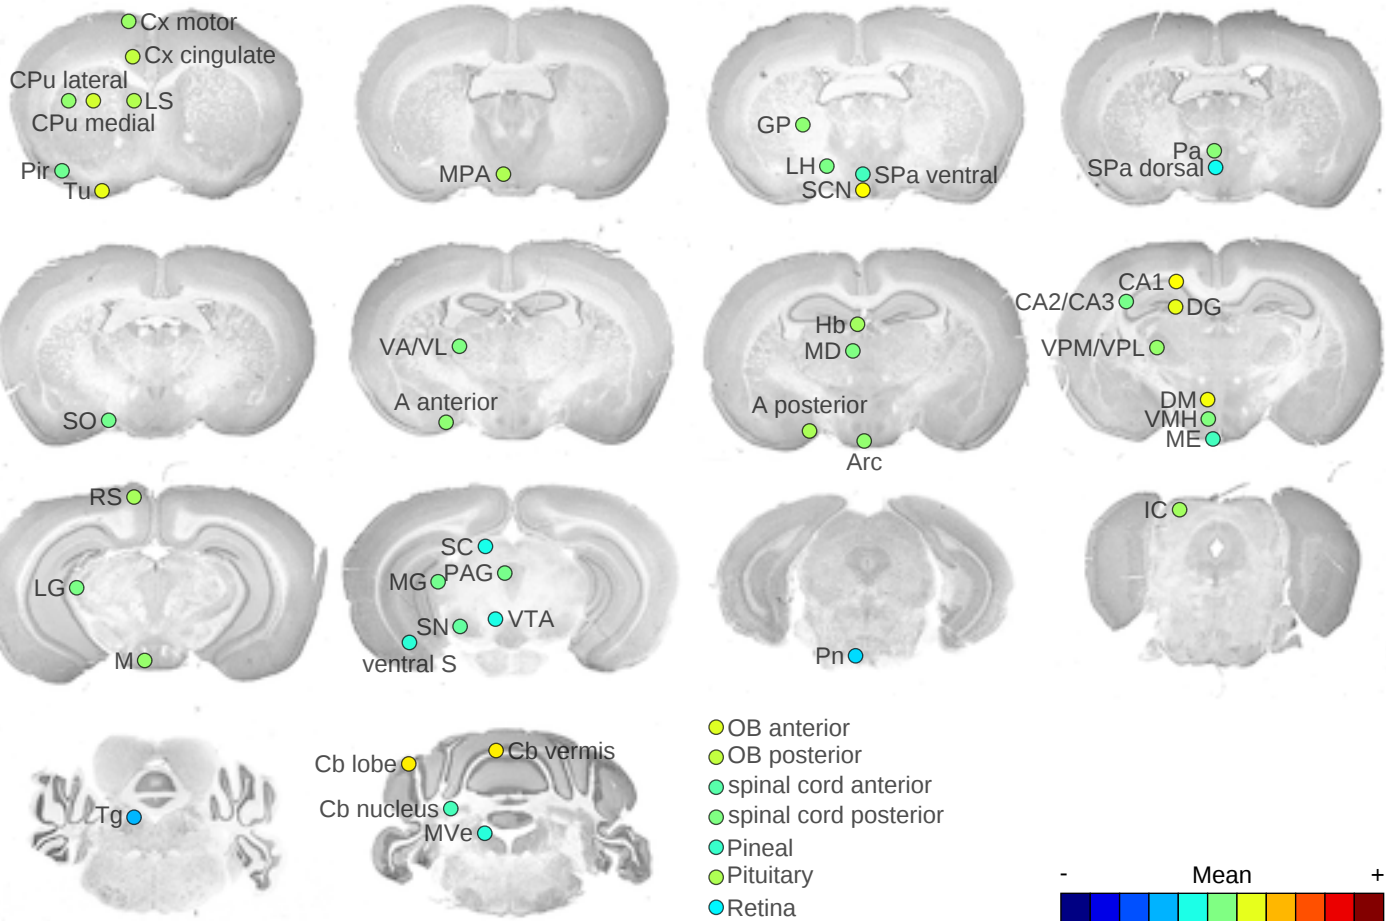 Cx motor
Cx cingulate
CPu lateral
LS
CPu medial
Pir
Tu
MPA
GP
LH
SPa ventral
SCN
Pa
SPa dorsal
SO
VA/VL
A anterior
Hb
MD
A posterior
Arc
CA1
CA2/CA3
DG
VPM/VPL
DM
VMH
ME
RS
LG
M
SC
PAG
MG
VTA
SN
ventral S
Pn
IC
Tg
Cb lobe
Cb vermis
Cb nucleus
MVe
OB anterior
OB posterior
spinal cord anterior
spinal cord posterior
Pineal
Pituitary
Retina
- Mean +